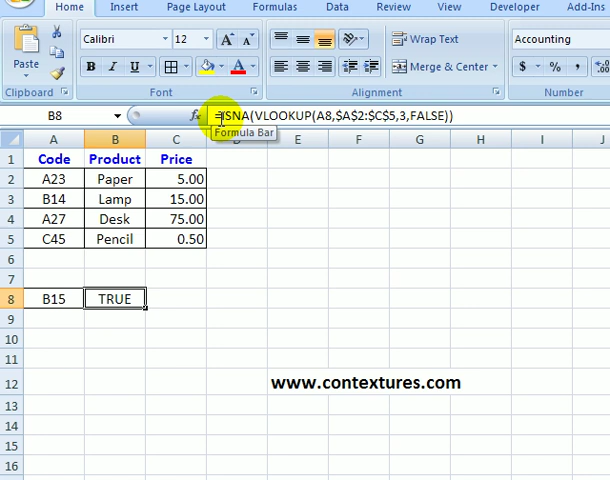 Home Insert Page Layout Formulas Data Review View Developer Add-Ins
Calibri 12 A A Wrap Text Accounting
Paste B I U A Merge & Center $ % ,
Clipboard Font Alignment Number
B8 fx =ISNA(VLOOKUP(A8,$A$2:$C$5,3,FALSE))
Formula Bar
A B C D E F G H I J
1 Code Product Price
2 A23 Paper 5.00
3 B14 Lamp 15.00
4 A27 Desk 75.00
5 C45 Pencil 0.50
6
7
8 B15 TRUE
9
10
11
12 www.contextures.com
13
14
15
16